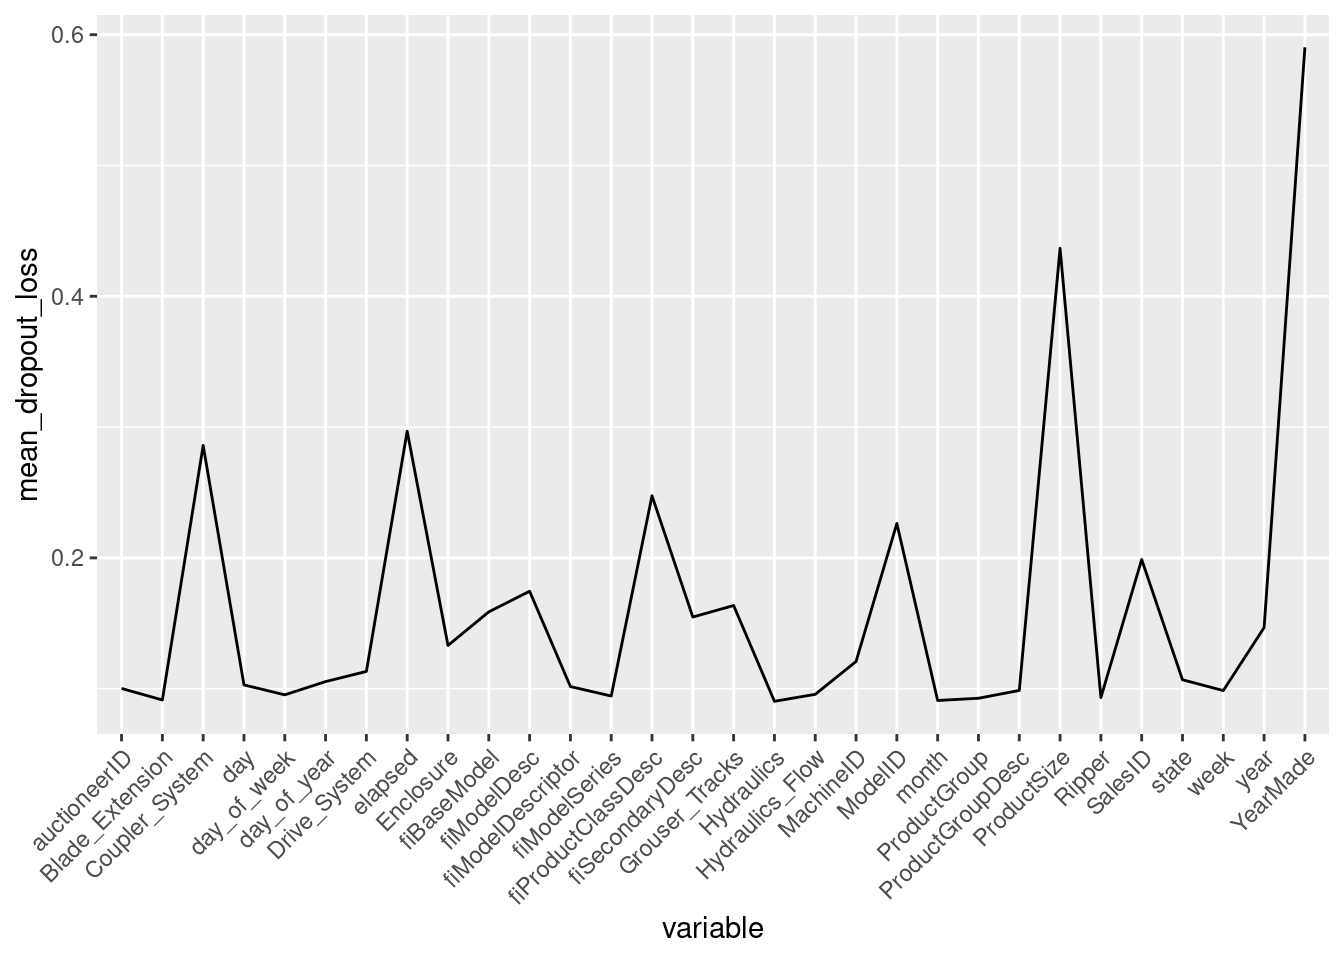 0.6
0.4
0.2
mean_dropout_loss
auctioneerID
Blade_Extension
Coupler_System
day
day_of_week
day_of_year
Drive_System
elapsed
Enclosure
fiBaseModel
fiModelDesc
fiModelDescriptor
fiModelSeries
fiProductClassDesc
fiSecondaryDesc
Grouser_Tracks
Hydraulics
Hydraulics_Flow
MachineID
ModelID
month
ProductGroup
ProductGroupDesc
ProductSize
Ripper
SalesID
state
week
year
YearMade
variable